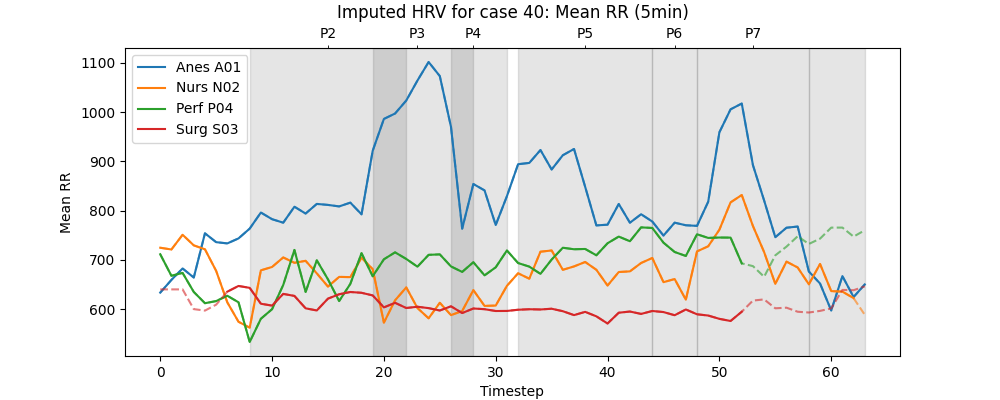 Imputed HRV for case 40: Mean RR (5min)
P2 P3 P4 P5 P6 P7
Anes A01
Nurs N02
Perf P04
Surg S03
Mean RR
1100
1000
900
800
700
600
0 10 20 30 40 50 60
Timestep